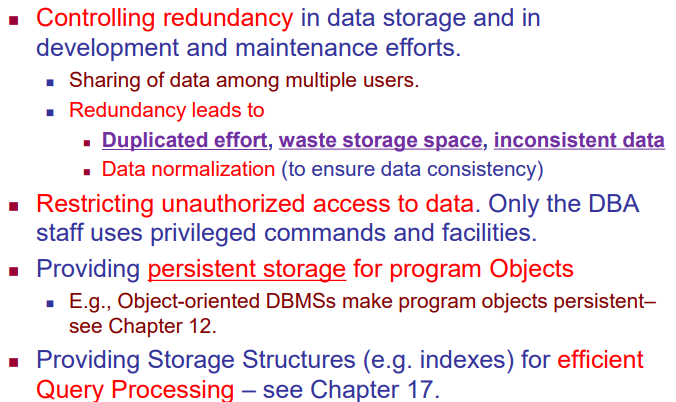 Controlling redundancy in data storage and in
development and maintenance efforts.
Sharing of data among multiple users.
Redundancy leads to
Duplicated effort, waste storage space, inconsistent data
Data normalization (to ensure data consistency)
Restricting unauthorized access to data. Only the DBA
staff uses privileged commands and facilities.
Providing persistent storage for program Objects
E.g., Object-oriented DBMSs make program objects persistent–
see Chapter 12.
Providing Storage Structures (e.g. indexes) for efficient
Query Processing – see Chapter 17.